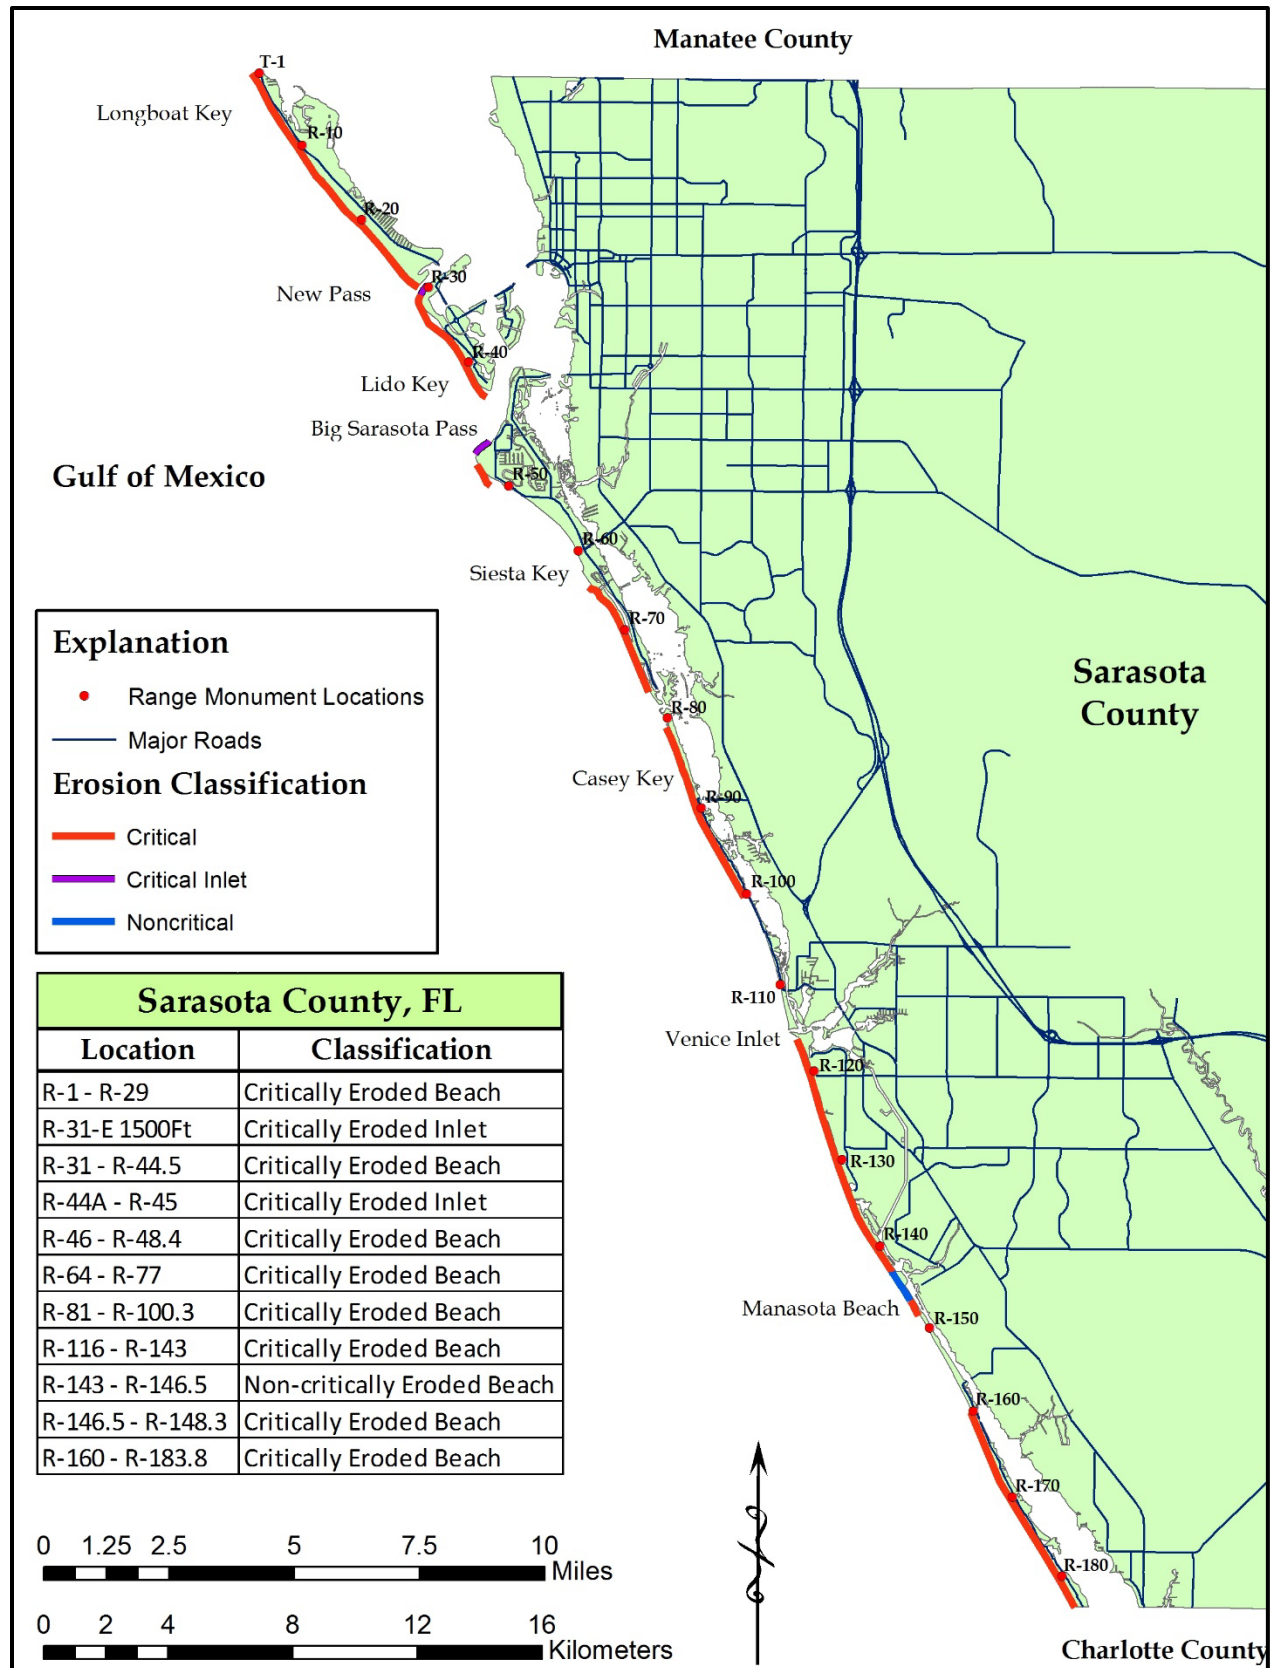 Manatee County
T-1
Longboat Key
R-10
R-20
R-30
New Pass
R-40
Lido Key
Big Sarasota Pass
Gulf of Mexico
R-50
R-60
Siesta Key
R-70
Sarasota
County
R-80
Casey Key
R-90
R-100
R-110
Venice Inlet
R-120
R-130
R-140
Manasota Beach
R-150
R-160
R-170
R-180
Charlotte County
Explanation
Range Monument Locations
Major Roads
Erosion Classification
Critical
Critical Inlet
Noncritical
Sarasota County, FL
Location Classification
R-1 - R-29 Critically Eroded Beach
R-31-E 1500Ft Critically Eroded Inlet
R-31 - R-44.5 Critically Eroded Beach
R-44A - R-45 Critically Eroded Inlet
R-46 - R-48.4 Critically Eroded Beach
R-64 - R-77 Critically Eroded Beach
R-81 - R-100.3 Critically Eroded Beach
R-116 - R-143 Critically Eroded Beach
R-143 - R-146.5 Non-critically Eroded Beach
R-146.5 - R-148.3 Critically Eroded Beach
R-160 - R-183.8 Critically Eroded Beach
0 1.25 2.5 5 7.5 10
Miles
0 2 4 8 12 16
Kilometers